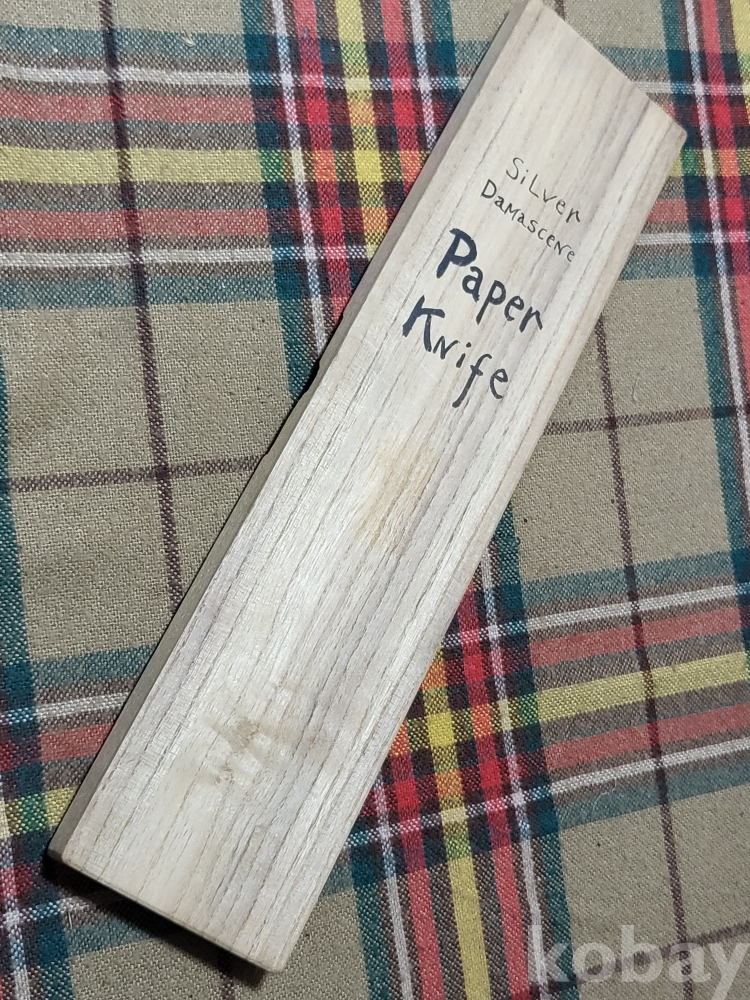 SiLver
DaMasceNe
Paper
Knife
kobay